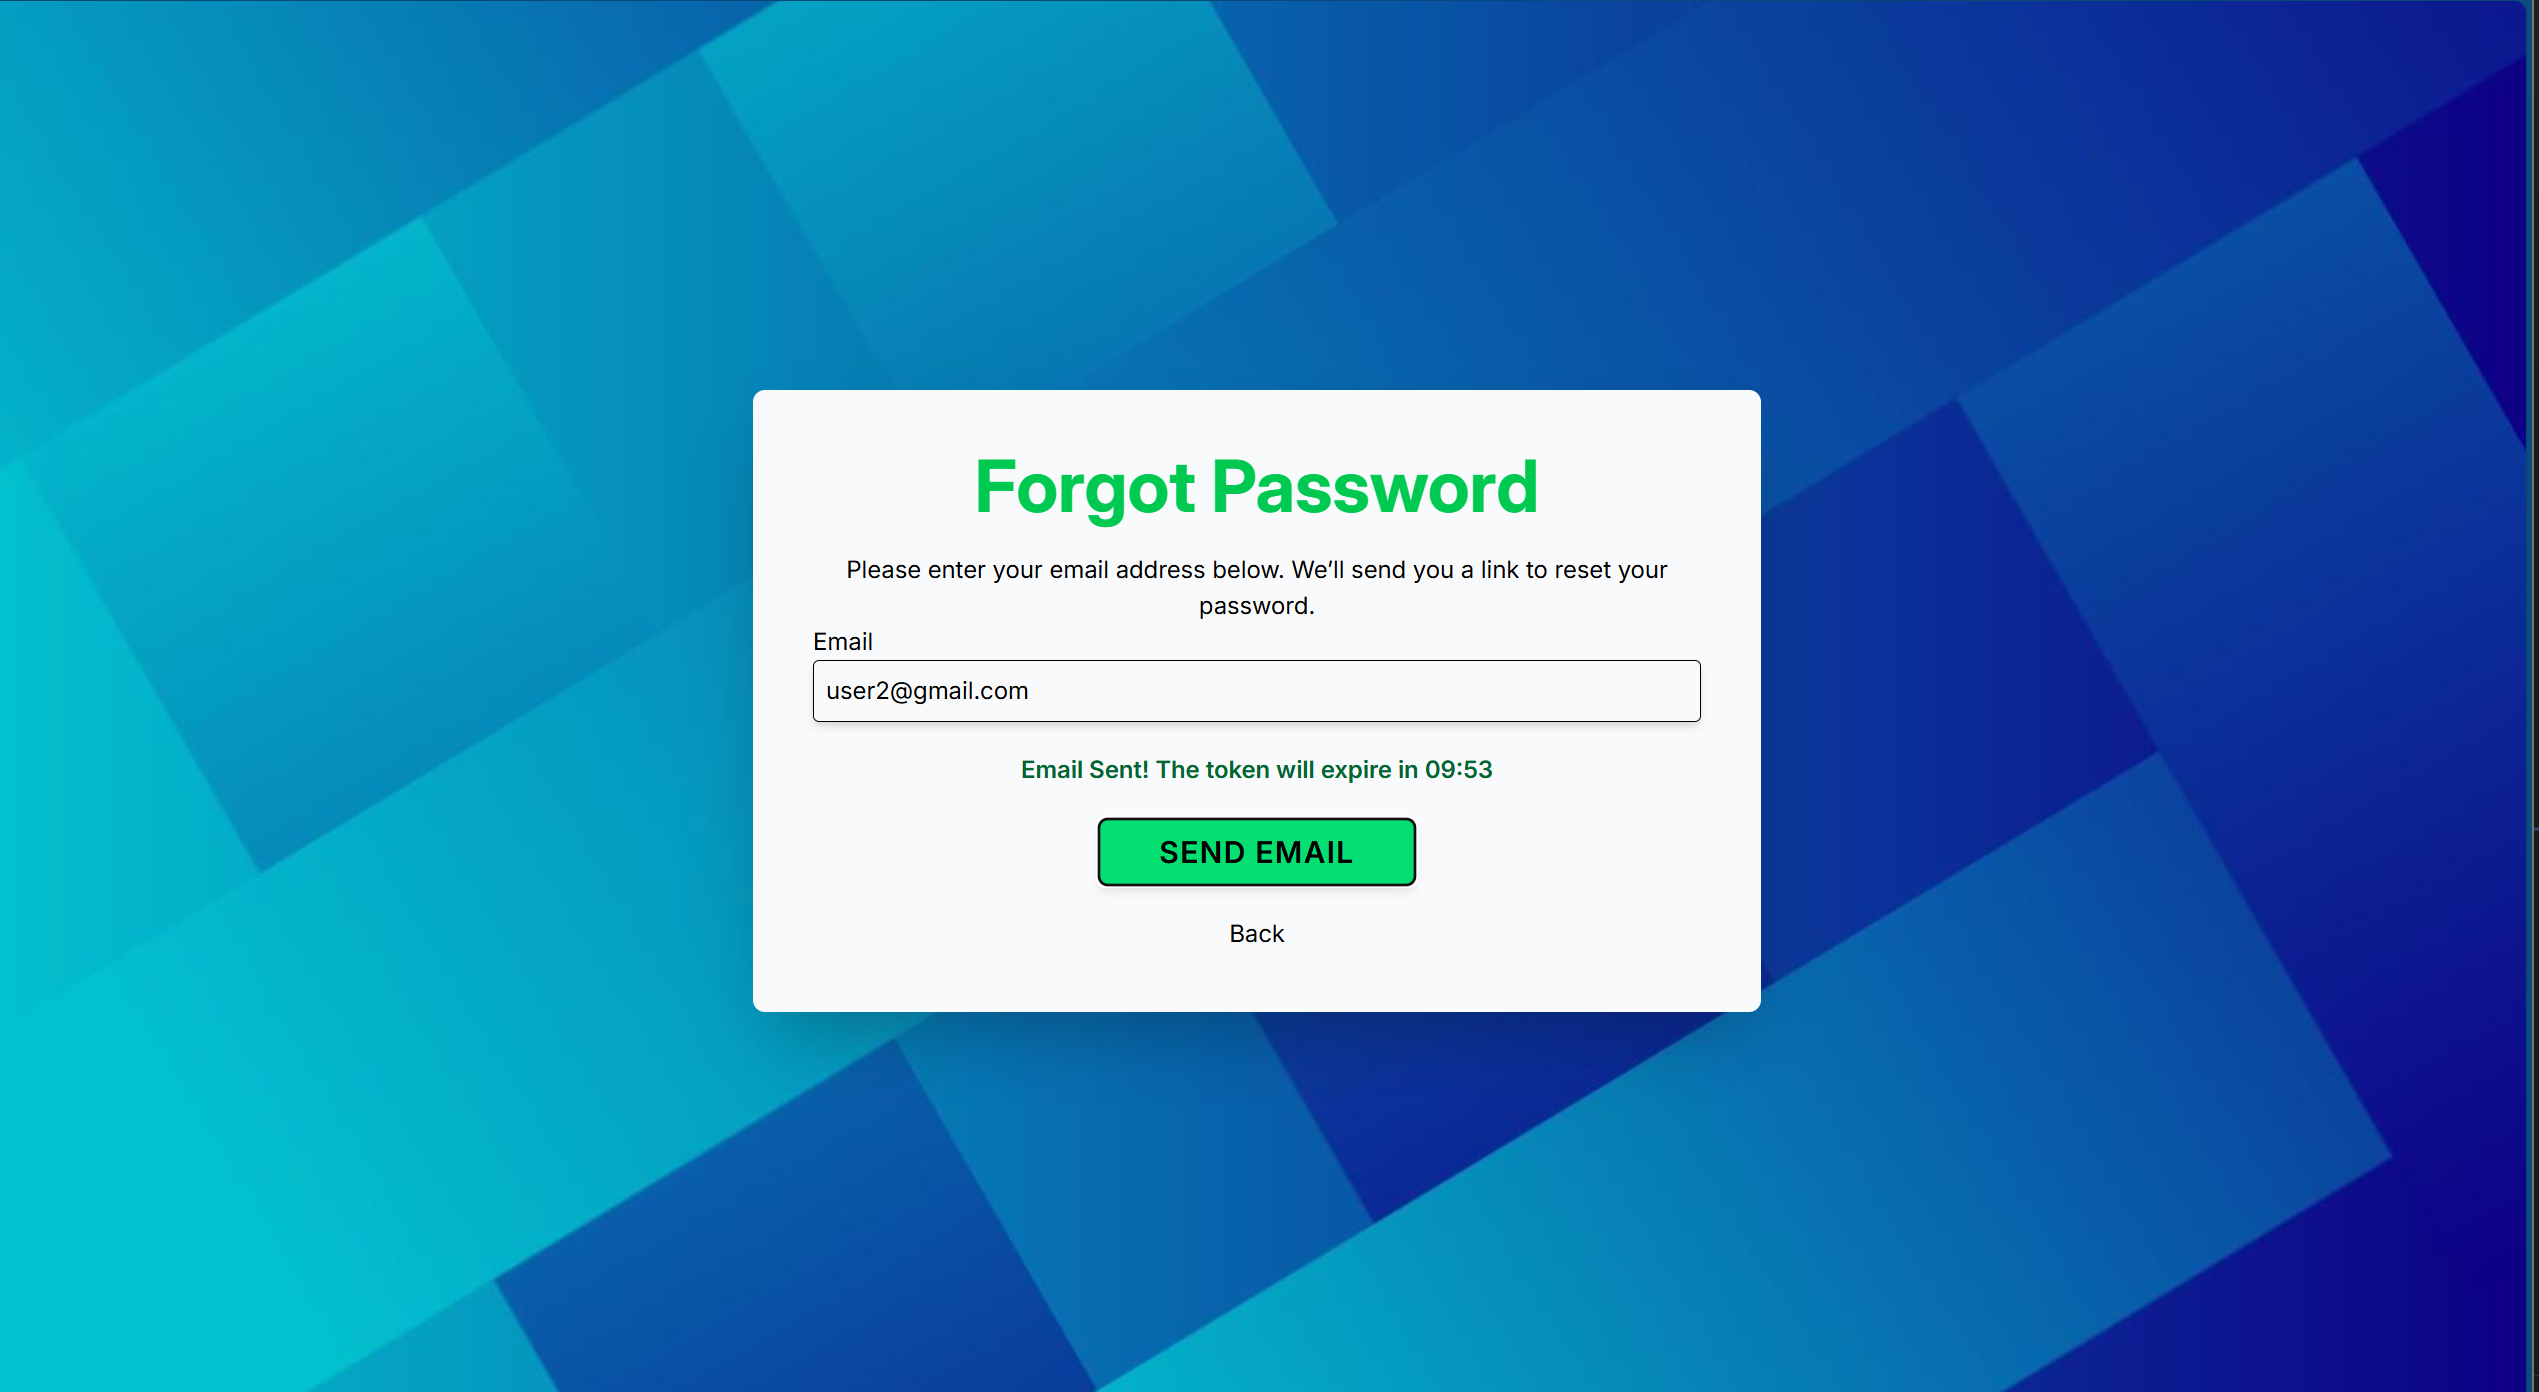 Forgot Password
Please enter your email address below. We’ll send you a link to reset your
password.
Email
user2@gmail.com
Email Sent! The token will expire in 09:53
SEND EMAIL
Back